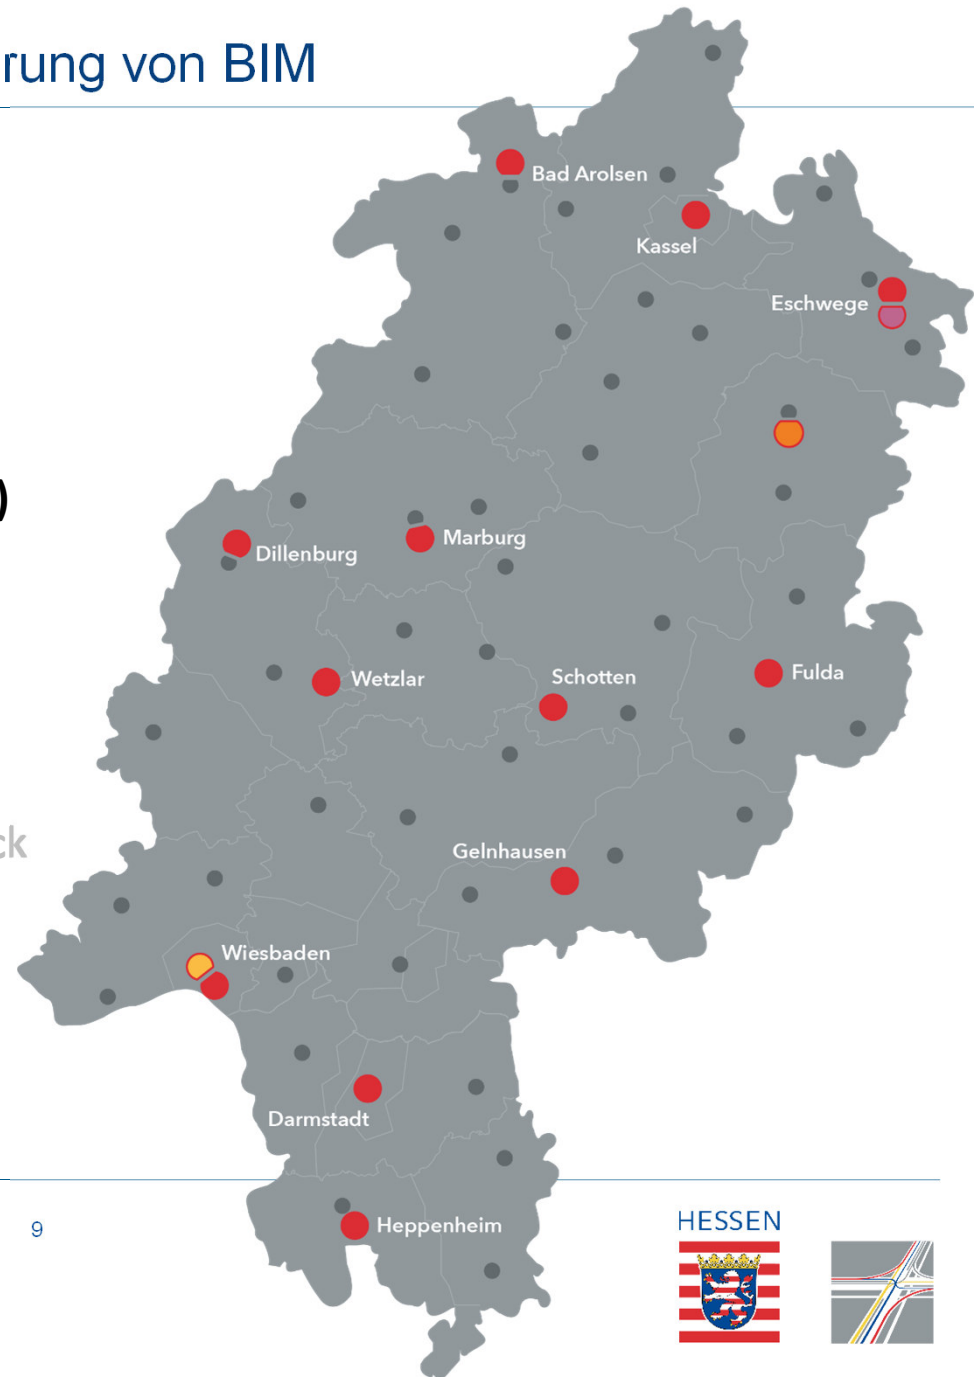 rung von BIM
Bad Arolsen
Kassel
Eschwege
)
Marburg
Dillenburg
Fulda
Schotten
Wetzlar
ck
Gelnhausen
Wiesbaden
Darmstadt
Heppenheim
9
HESSEN